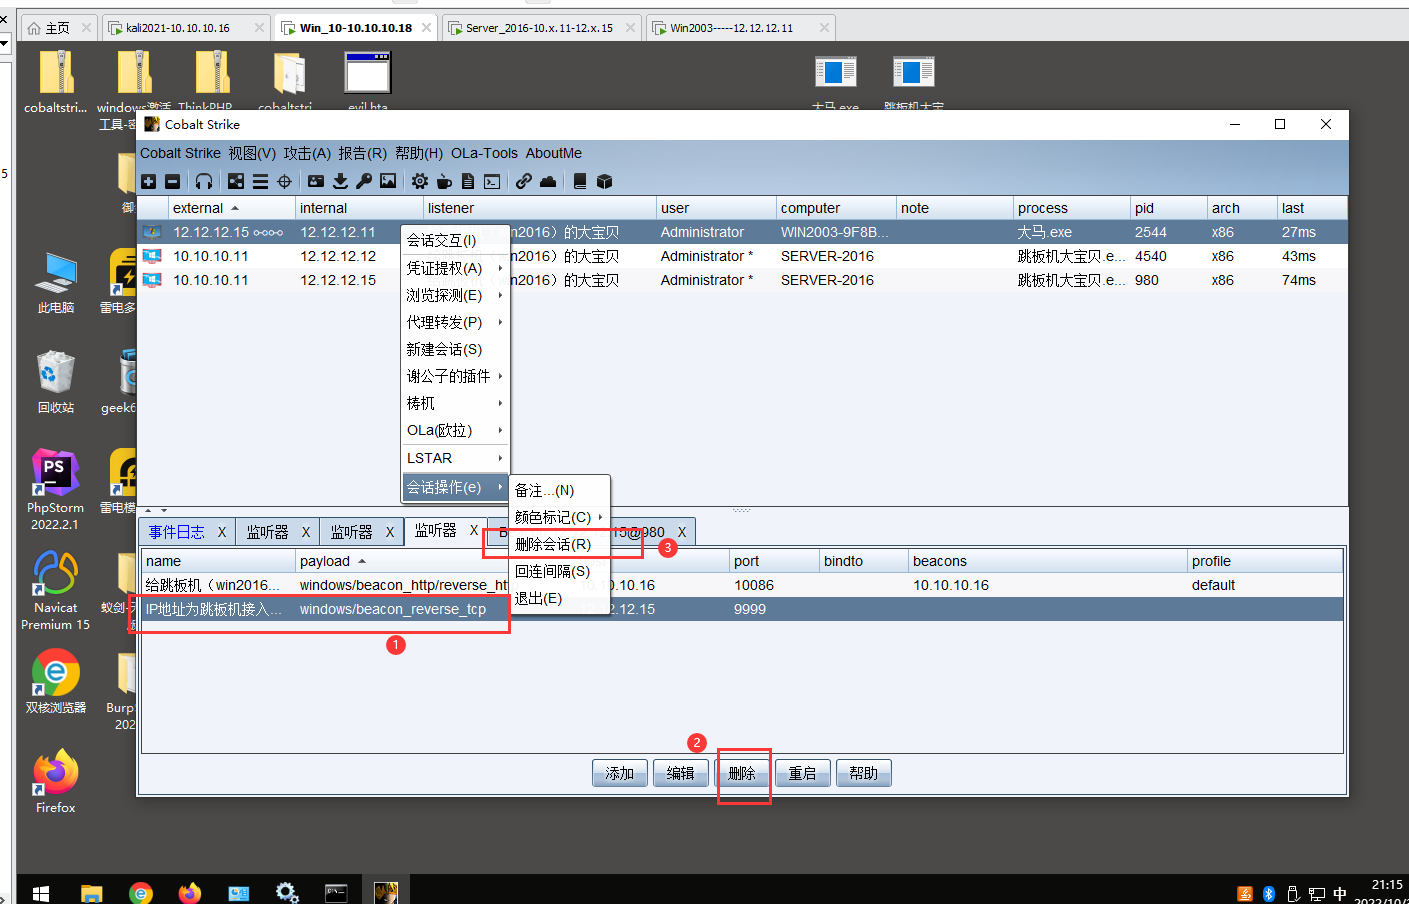 主页
kali2021-10.10.10.16
Win_10-10.10.10.18
Server_2016-10.x.11-12.x.15
Win2003-----12.12.12.11
5
cobaltstri...
windows激活
ThinkPHP
cobaltstri
evil.hta
大马.exe
跳板机大宝
此电脑
雷电多
回收站
geek6
PhpStorm
2022.2.1
雷电模
Navicat
Premium 15
双核浏览器
Burp
202
Firefox
Cobalt Strike
Cobalt Strike 视图(V) 攻击(A) 报告(R) 帮助(H) OLa-Tools AboutMe
external internal listener user computer note process pid arch last
12.12.12.15 12.12.12.11 n2016）的大宝贝 Administrator WIN2003-9F8B... 大马.exe 2544 x86 27ms
10.10.10.11 12.12.12.12 n2016）的大宝贝 Administrator * SERVER-2016 跳板机大宝贝.e... 4540 x86 43ms
10.10.10.11 12.12.12.15 n2016）的大宝贝 Administrator * SERVER-2016 跳板机大宝贝.e... 980 x86 74ms
会话交互(I)
凭证提权(A)
浏览探测(E)
代理转发(P)
新建会话(S)
谢公子的插件
梼杌
OLa(欧拉)
LSTAR
会话操作(e)
备注...(N)
颜色标记(C)
删除会话(R)
回连间隔(S)
退出(E)
事件日志 X 监听器 X 监听器 X 监听器 X B 15@980 X
3
name payload port bindto beacons profile
给跳板机（win2016... windows/beacon_http/reverse_ht 10.10.10.16 10086 10.10.10.16 default
IP地址为跳板机接入... windows/beacon_reverse_tcp 12.12.12.15 9999
1
2
添加 编辑 删除 重启 帮助
中
21:15